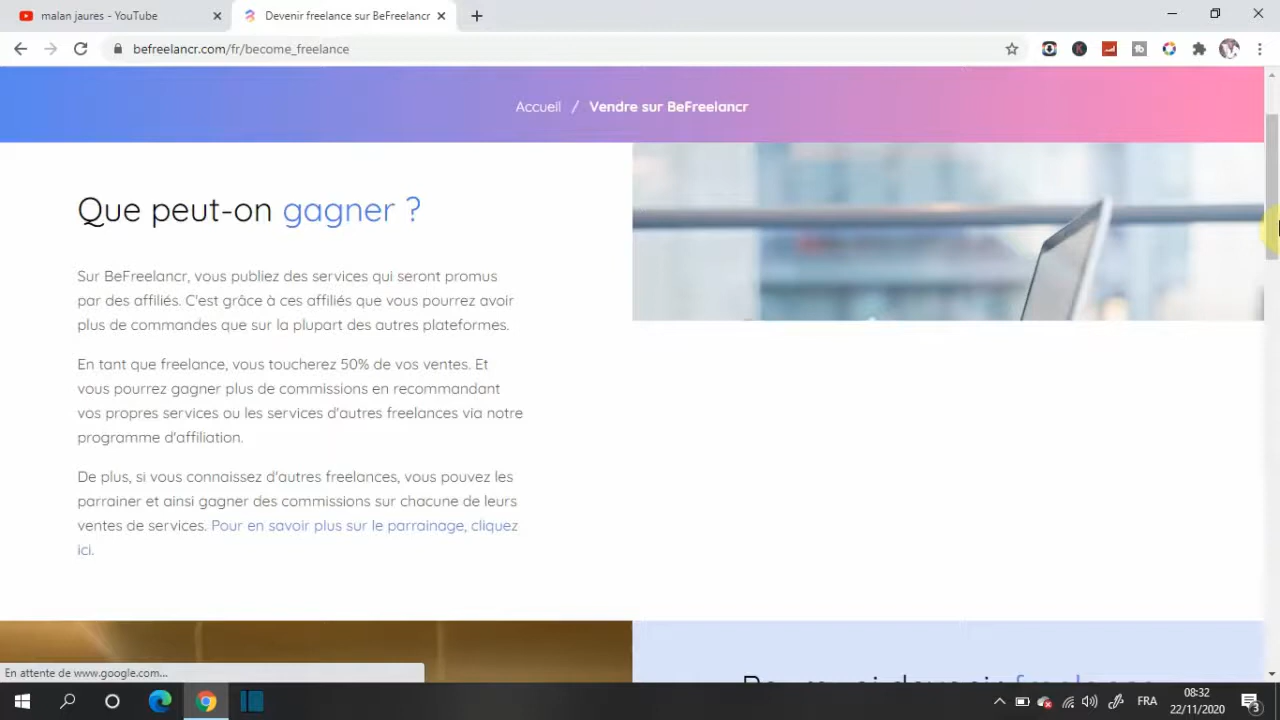 malan jaures - YouTube
Devenir freelance sur BeFreelancr
befreelancr.com/fr/become_freelance
Accueil / Vendre sur BeFreelancr
Que peut-on gagner ?
Sur BeFreelancr, vous publiez des services qui seront promus
par des affiliés. C'est grâce à ces affiliés que vous pourrez avoir
plus de commandes que sur la plupart des autres plateformes.
En tant que freelance, vous toucherez 50% de vos ventes. Et
vous pourrez gagner plus de commissions en recommandant
vos propres services ou les services d'autres freelances via notre
programme d'affiliation.
De plus, si vous connaissez d'autres freelances, vous pouvez les
parrainer et ainsi gagner des commissions sur chacune de leurs
ventes de services. Pour en savoir plus sur le parrainage, cliquez
ici.
Pourquoi devenir freelance
En attente de www.google.com...
FRA
08:32
22/11/2020
3